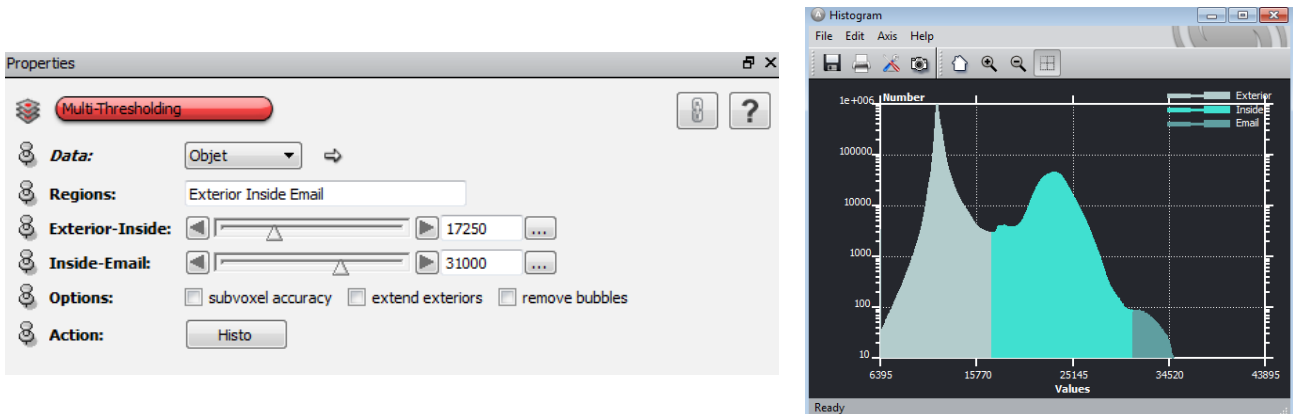 Properties
Multi-Thresholding
?
Data: Objet
Regions: Exterior Inside Email
Exterior-Inside: 17250 ...
Inside-Email: 31000 ...
Options: subvoxel accuracy extend exteriors remove bubbles
Action: Histo
Histogram
File Edit Axis Help
Number
Exterior
Inside
Email
1e+006
100000
10000
1000
100
10
6395 15770 25145 34520 43895
Values
Ready